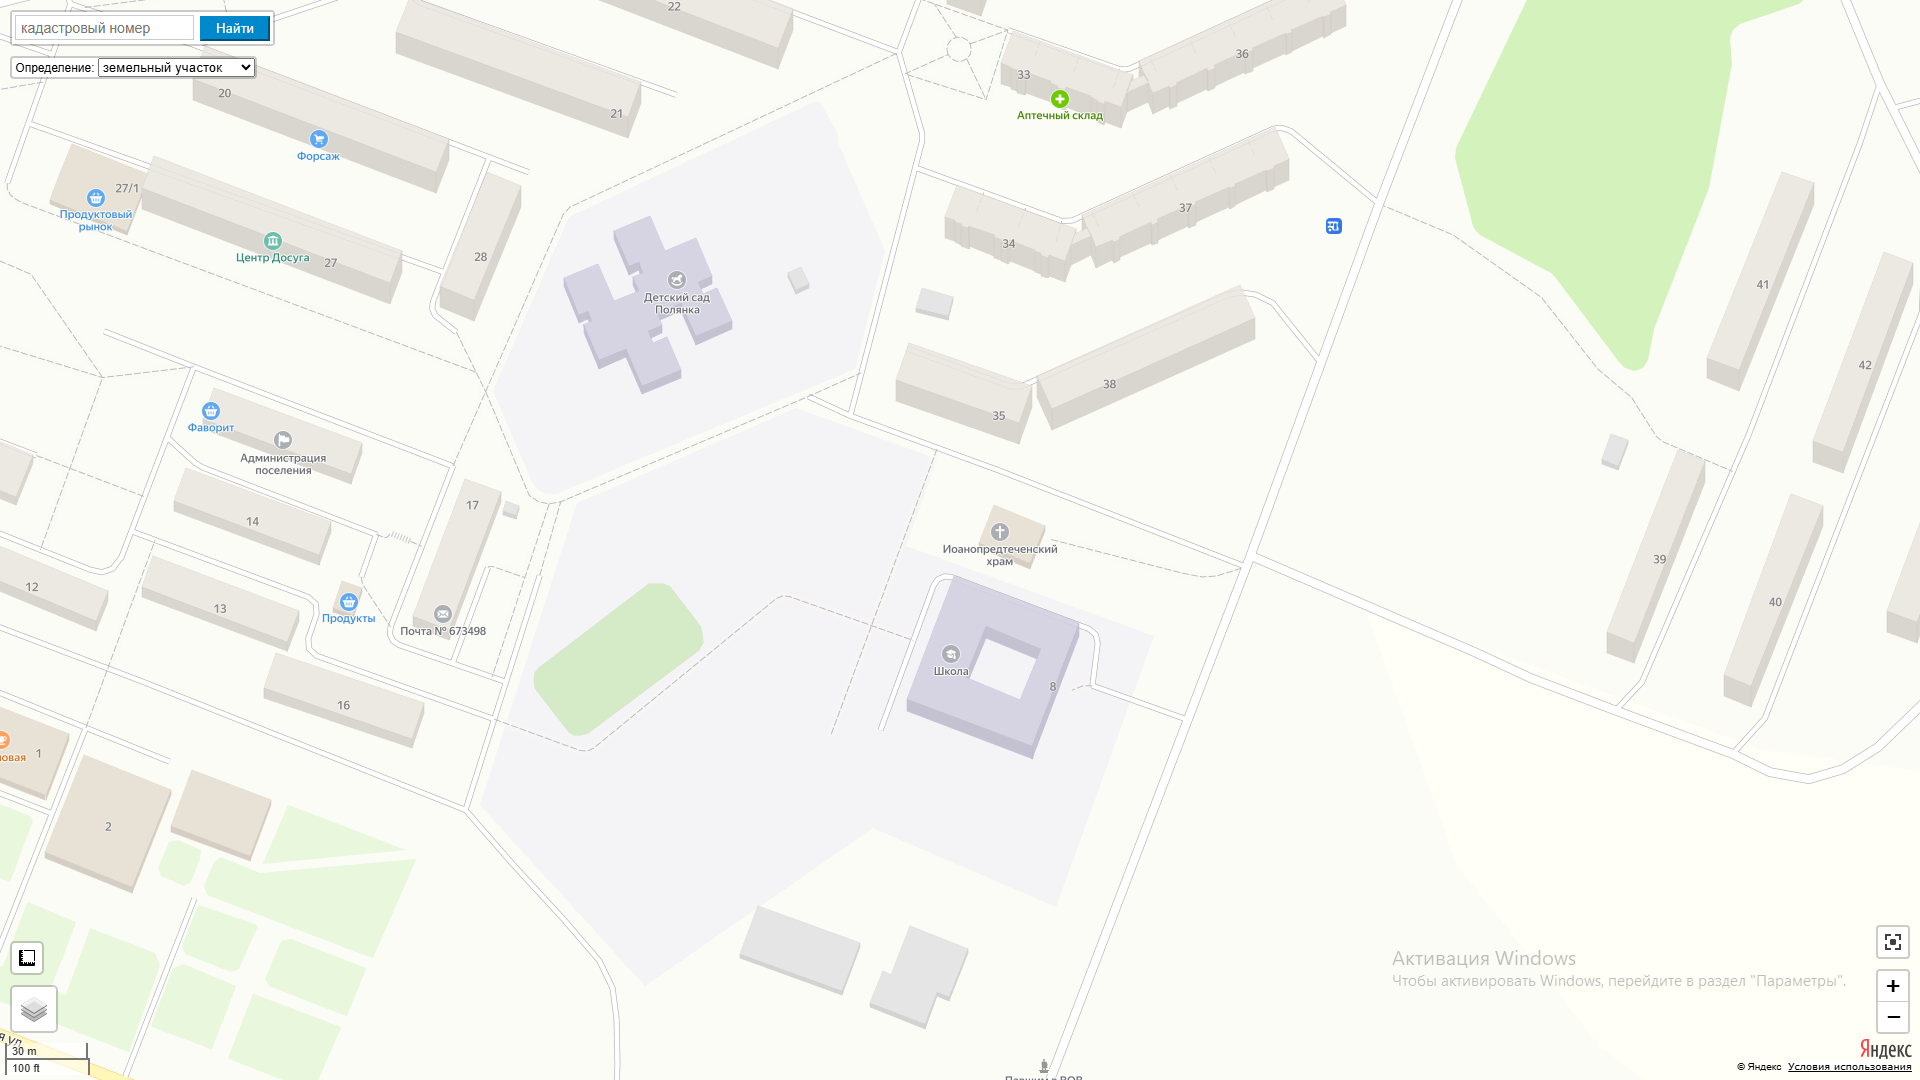 кадастровый номер
Найти
Определение:
земельный участок
22
33
36
20
21
Аптечный склад
Форсаж
27/1
Продуктовый
рынок
Центр Досуга
27
28
37
34
Детский сад
Полянка
41
42
38
35
Фаворит
Администрация
поселения
17
14
Иоанопредтеченский
храм
39
12
13
Продукты
Почта № 673498
40
Школа
8
16
1
2
Активация Windows
Чтобы активировать Windows, перейдите в раздел "Параметры".
+
−
30 m
100 ft
Яндекс
© Яндекс
Условия использования